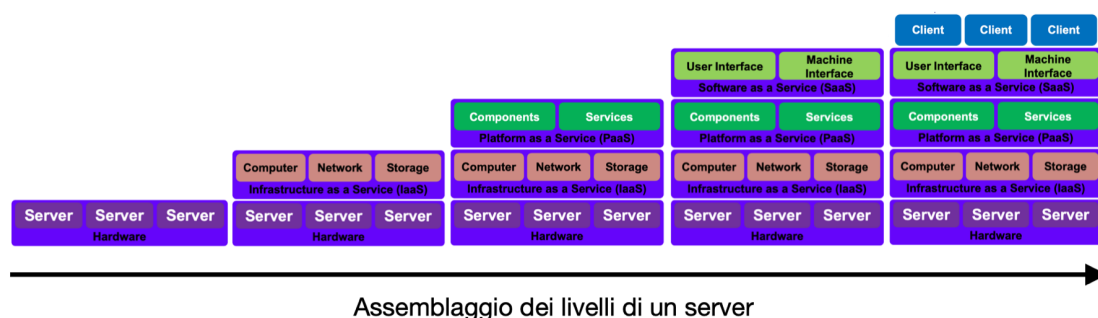 Client Client Client
User Interface Machine Interface User Interface Machine Interface
Software as a Service (SaaS) Software as a Service (SaaS)
Components Services Components Services Components Services
Platform as a Service (PaaS) Platform as a Service (PaaS) Platform as a Service (PaaS)
Computer Network Storage Computer Network Storage Computer Network Storage Computer Network Storage
Infrastructure as a Service (IaaS) Infrastructure as a Service (IaaS) Infrastructure as a Service (IaaS) Infrastructure as a Service (IaaS)
Server Server Server Server Server Server Server Server Server Server Server Server Server Server Server
Hardware Hardware Hardware Hardware Hardware
Assemblaggio dei livelli di un server